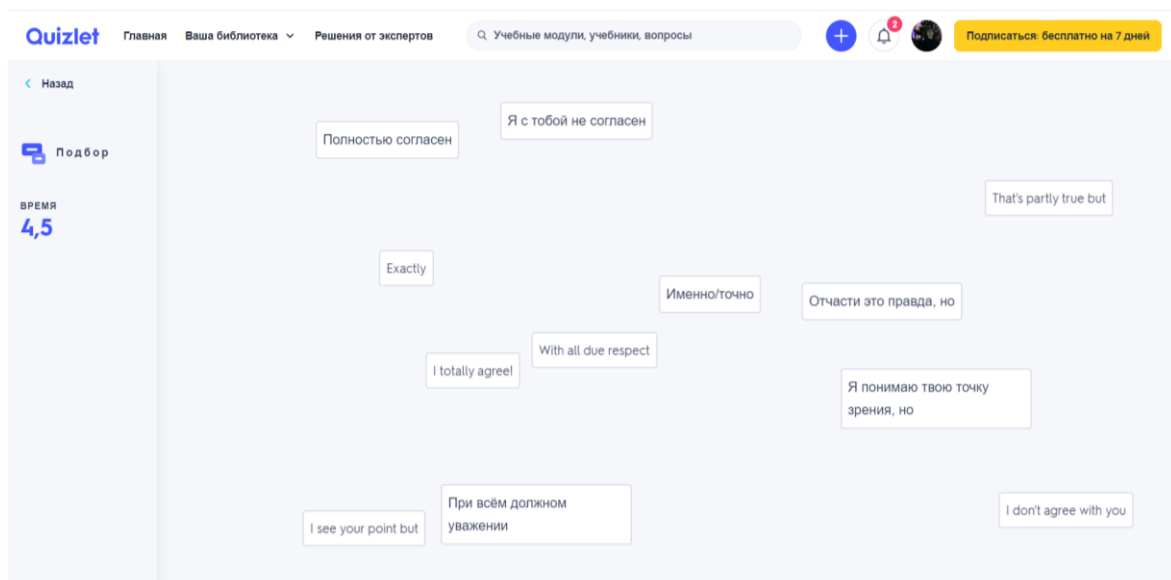 Quizlet Главная Ваша библиотека Решения от экспертов Учебные модули, учебники, вопросы 2 Подписаться: бесплатно на 7 дней
Назад
Подбор
ВРЕМЯ
4,5
Я с тобой не согласен
Полностью согласен
That's partly true but
Exactly
Именно/точно
Отчасти это правда, но
With all due respect
I totally agree!
Я понимаю твою точку
зрения, но
При всём должном
уважении
I see your point but
I don't agree with you